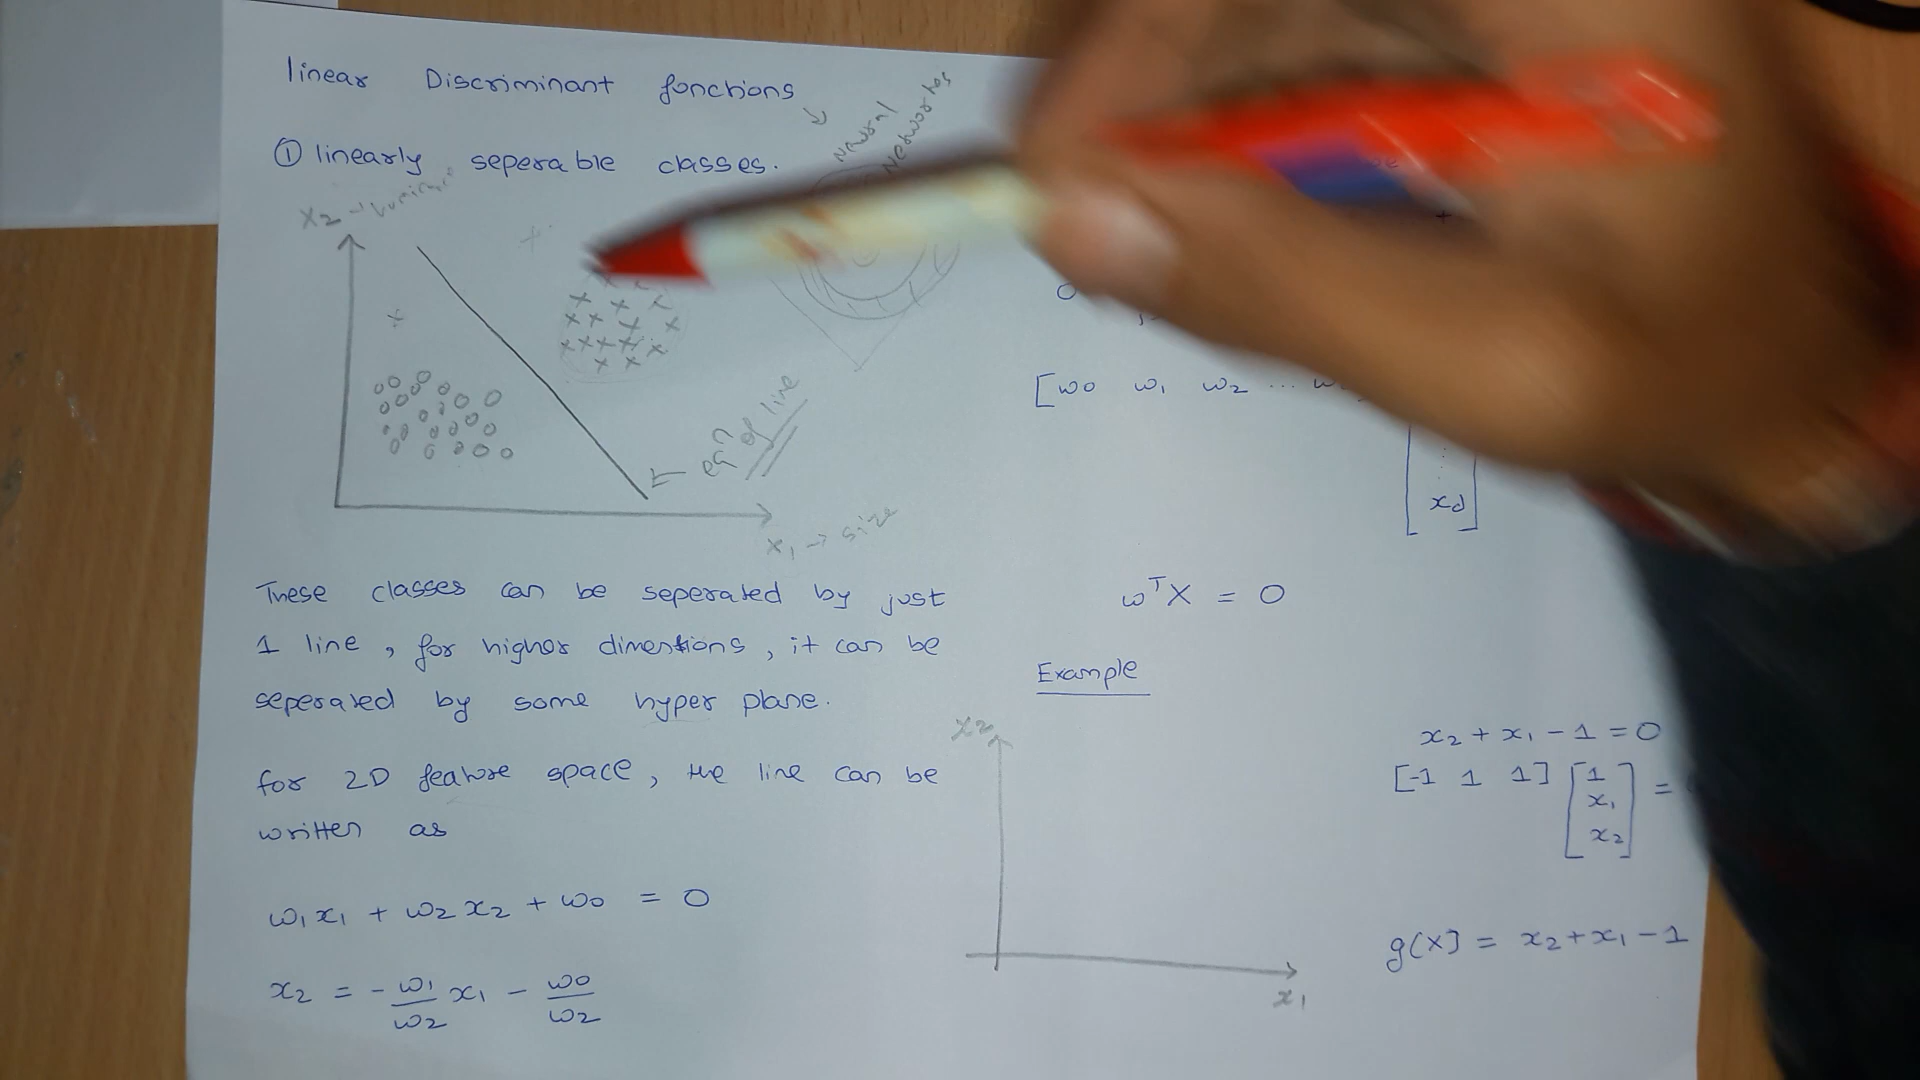 linear Discriminant fonctions
Neural
Networks
① linearly seperable classes.
X2 →
eqn of line
x1 → size
These classes can be seperated by just
1 line, for higher dimentions, it can be
seperated by some hyper plane.
for 2D feature space, the line can be
written as
w1x1 + w2x2 + w0 = 0
x2 = -w1/w2 x1 - w0/w2
[w0 w1 w2 ...
xd
wTX = 0
Example
X2
x1
x2 + x1 - 1 = 0
[-1 1 1] [1 x1 x2] =
g(x) = x2 + x1 - 1